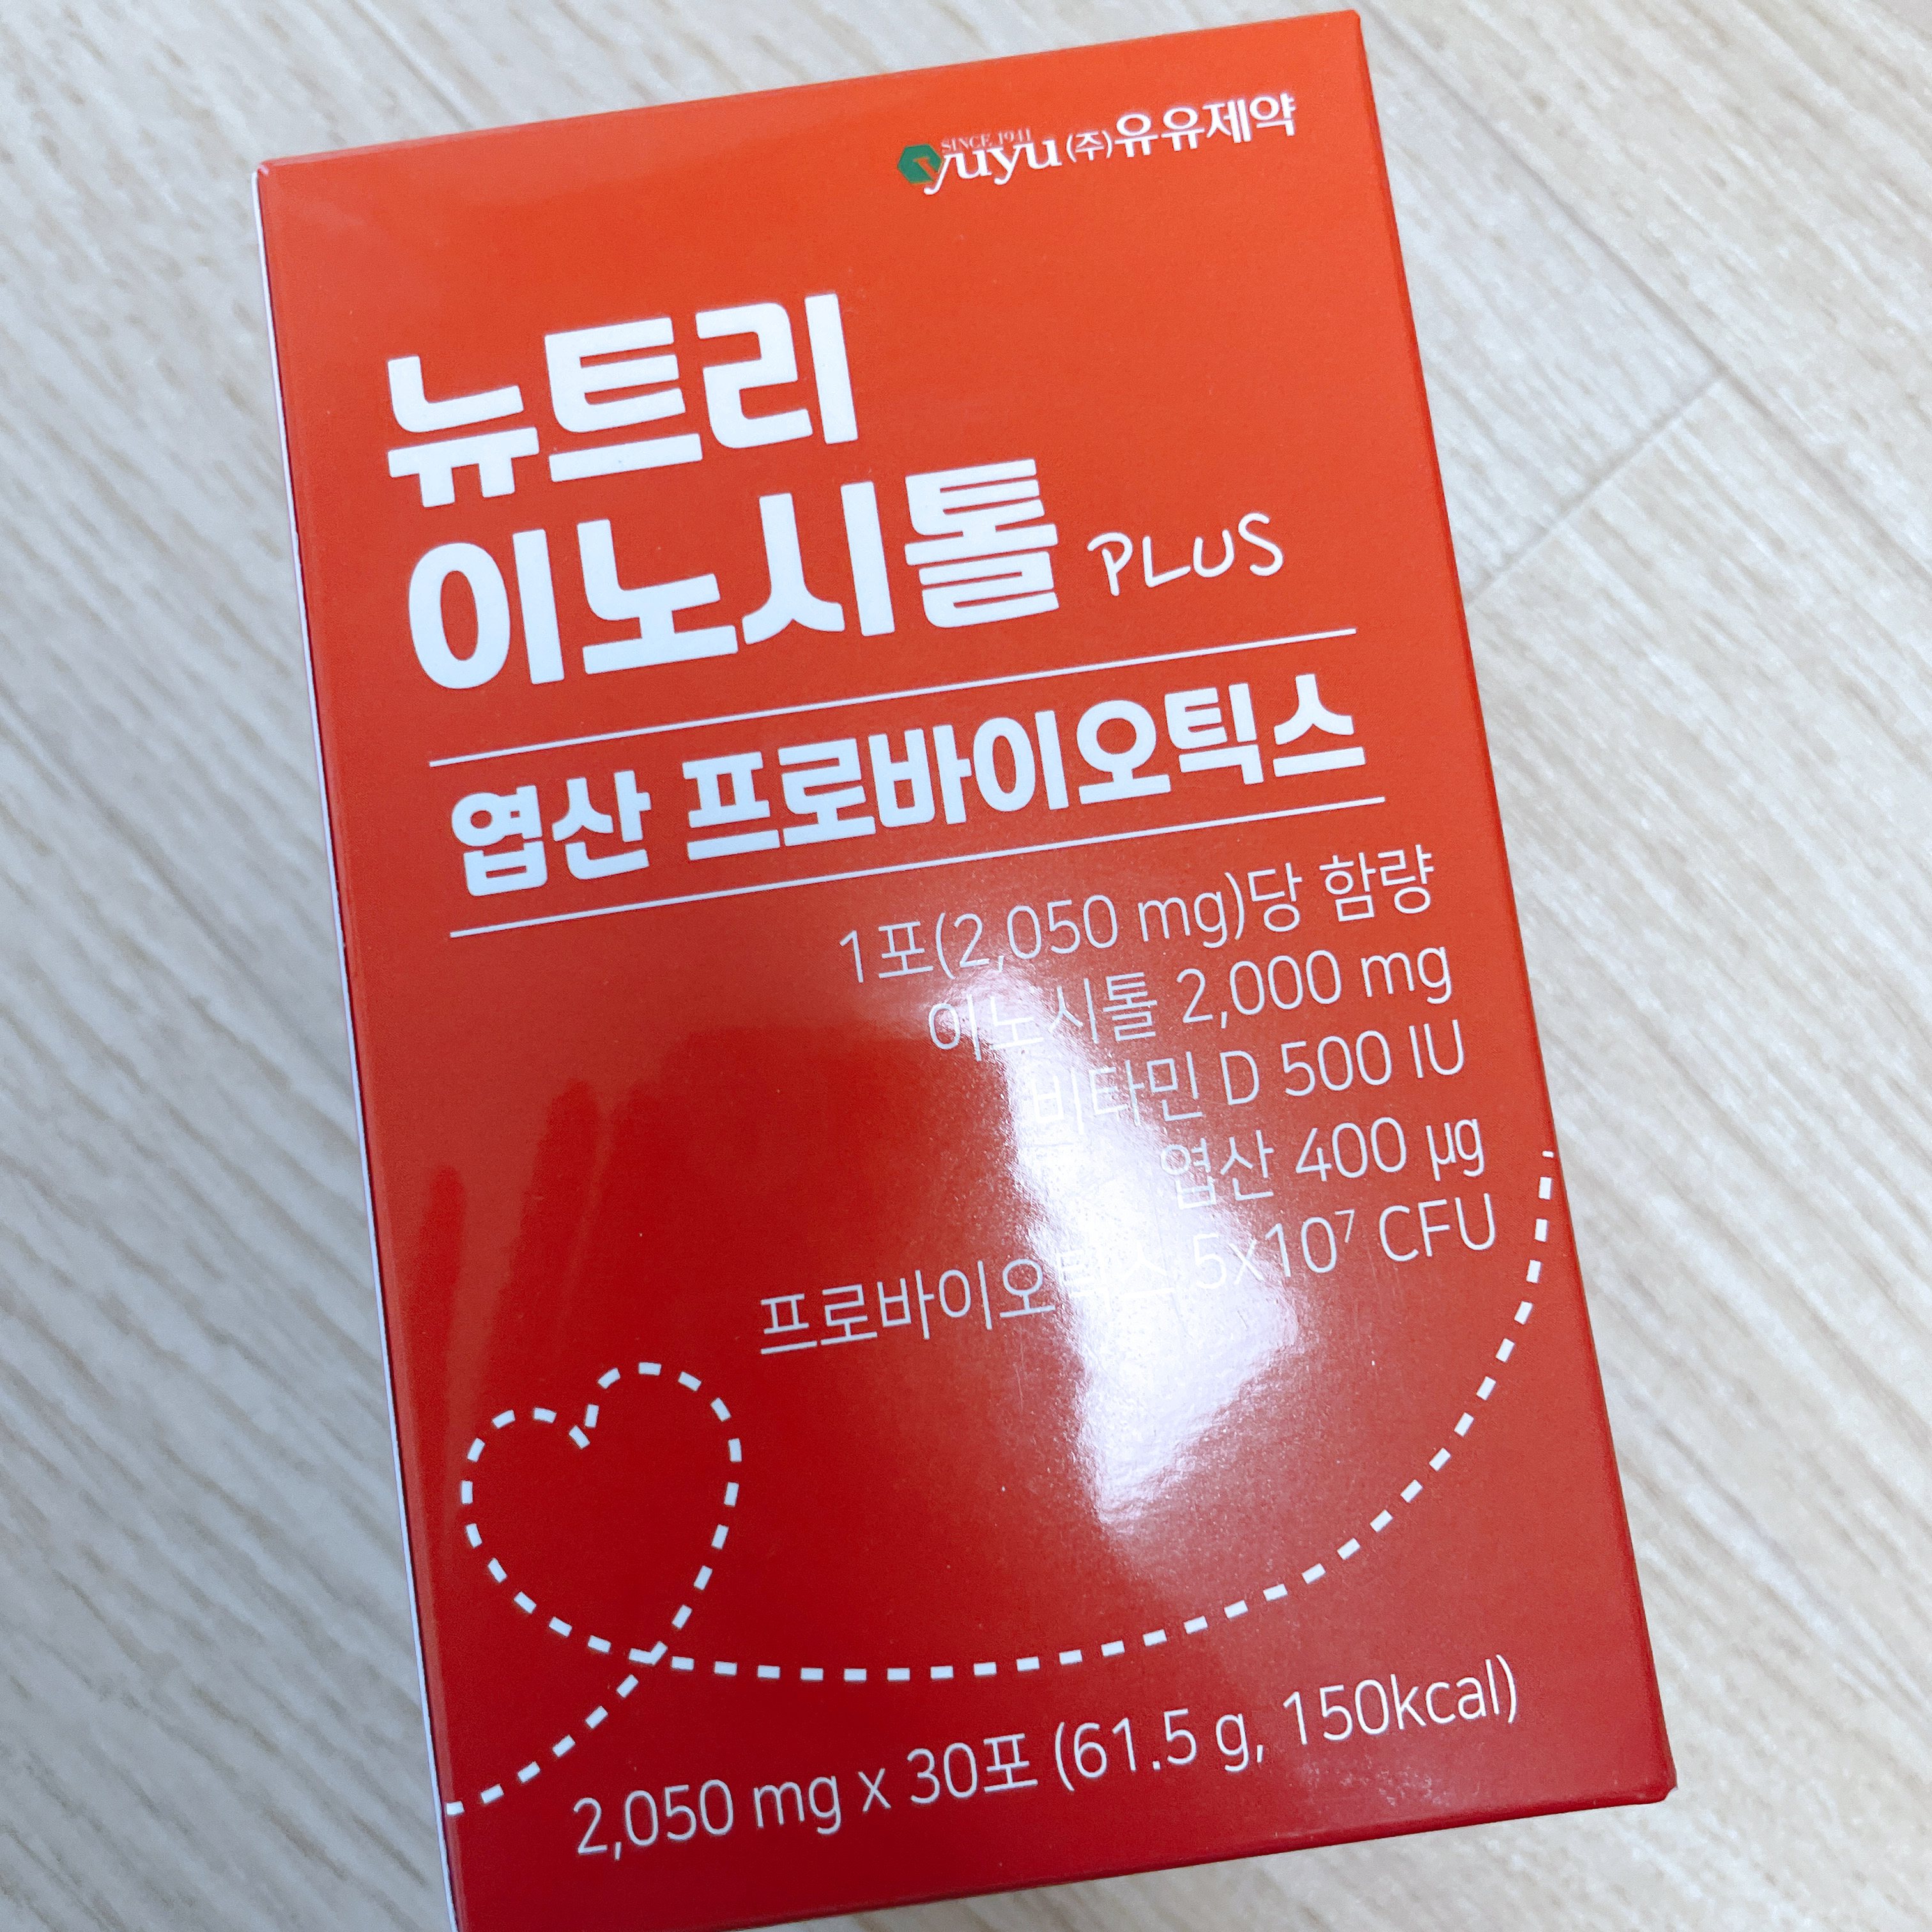 SINCE 1941
yuyu (주)유유제약
뉴트리
이노시톨 PLUS
엽산 프로바이오틱스
1포(2,050 mg)당 함량
이노시톨 2,000 mg
비타민 D 500 IU
엽산 400 µg
프로바이오틱스 5x10⁷ CFU
2,050 mg x 30포 (61.5 g, 150kcal)